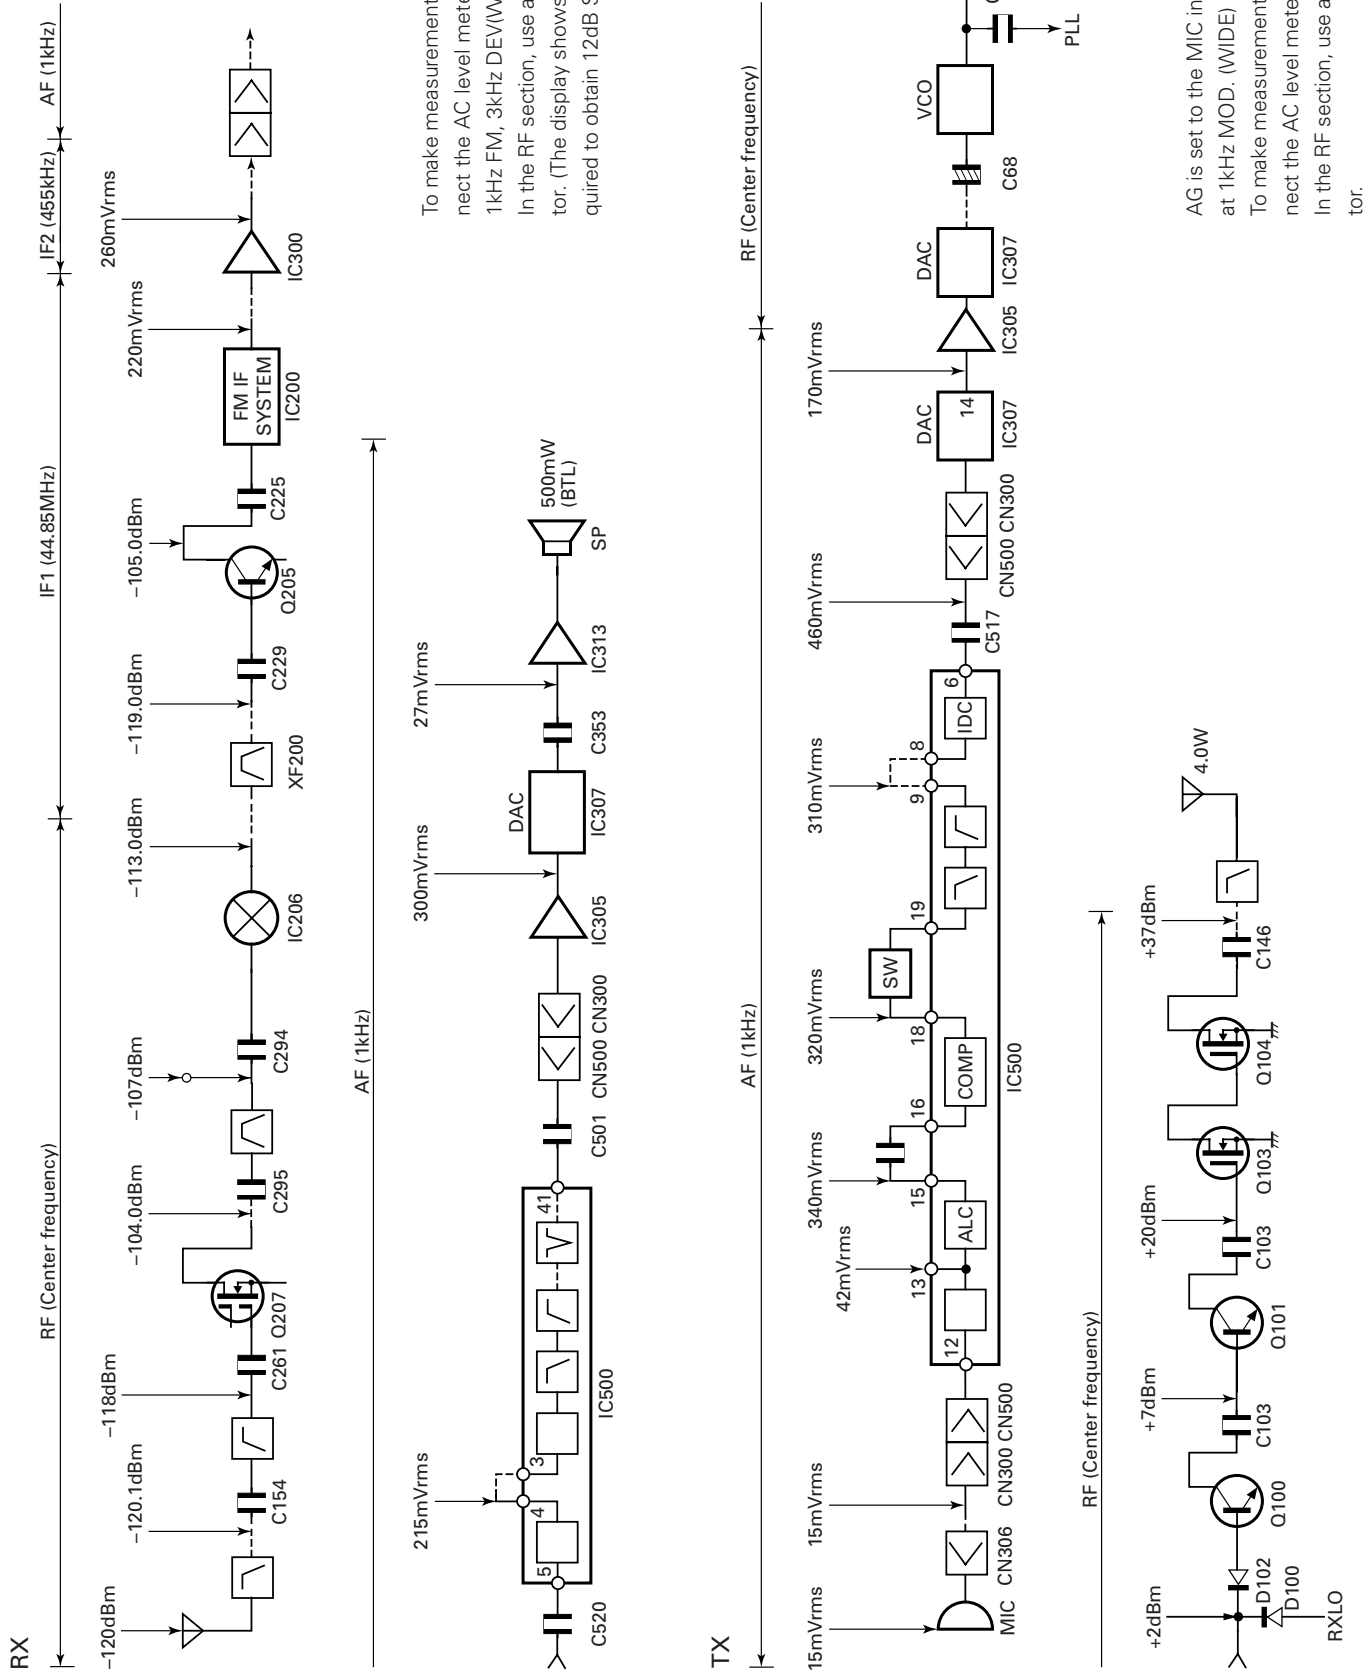 RX
RF (Center frequency)
IF1 (44.85MHz)
IF2 (455kHz)
AF (1kHz)
−120dBm
−120.1dBm
−118dBm
−104.0dBm
−107dBm
−113.0dBm
−119.0dBm
−105.0dBm
220mVrms
260mVrms
C154
C261
Q207
C295
C294
IC206
XF200
C229
Q205
C225
FM IF
SYSTEM
IC200
IC300
AF (1kHz)
215mVrms
300mVrms
27mVrms
500mW
(BTL)
C520
5
4
3
41
IC500
C501
CN500 CN300
IC305
DAC
IC307
C353
IC313
SP
To make measurement
nect the AC level mete
1kHz FM, 3kHz DEV(W
In the RF section, use a
tor. (The display shows
quired to obtain 12dB S
TX
AF (1kHz)
RF (Center frequency)
15mVrms
15mVrms
42mVrms
340mVrms
320mVrms
310mVrms
460mVrms
170mVrms
MIC
CN306
CN300 CN500
12
13
ALC
15
16
COMP
18
SW
19
9
8
IDC
6
IC500
C517
CN500 CN300
DAC
14
IC307
IC305
DAC
IC307
C68
VCO
PLL
RF (Center frequency)
+2dBm
+7dBm
+20dBm
+37dBm
4.0W
RXLO
D100
D102
Q100
C103
Q101
C103
Q103
Q104
C146
AG is set to the MIC in
at 1kHz MOD. (WIDE)
To make measurement
nect the AC level mete
In the RF section, use a
tor.